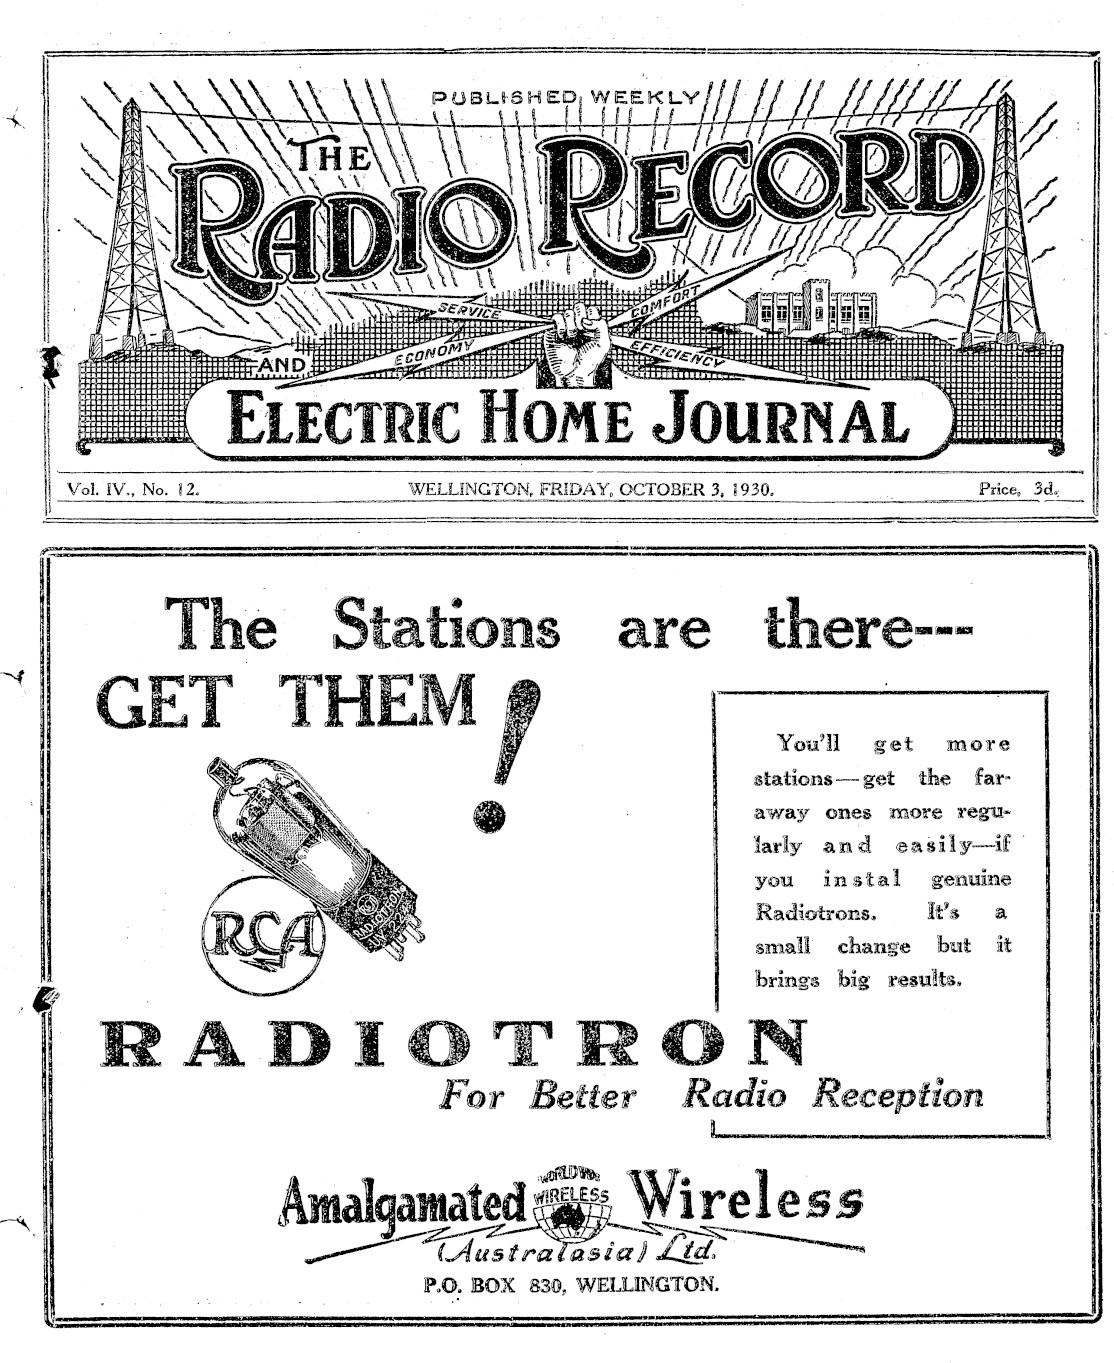 PUBLISHED WEEKLY
THE
RADIO RECORD
SERVICE
COMFORT
ECONOMY
EFFICIENCY
AND
ELECTRIC HOME JOURNAL
Vol. IV., No. 12.
WELLINGTON, FRIDAY, OCTOBER 3, 1930.
Price, 3d.
The Stations are there---
GET THEM!
You'll get more
stations—get the far-
away ones more regu-
larly and easily—if
you instal genuine
Radiotrons. It's a
small change but it
brings big results.
RADIOTRON
RCA
RADIOTRON
For Better Radio Reception
Amalgamated Wireless
WORLD WIDE
WIRELESS
(Australasia) Ltd.
P.O. BOX 830, WELLINGTON.